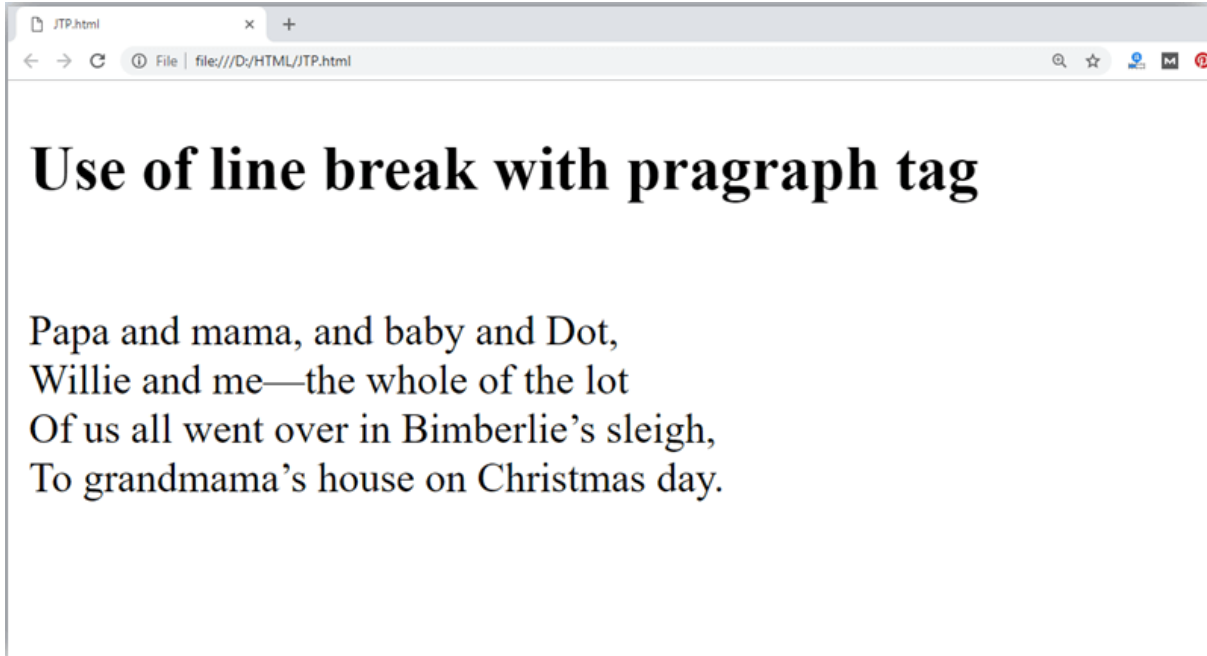 JTP.html
File file:///D:/HTML/JTP.html
Use of line break with pragraph tag
Papa and mama, and baby and Dot,
Willie and me—the whole of the lot
Of us all went over in Bimberlie’s sleigh,
To grandmama’s house on Christmas day.